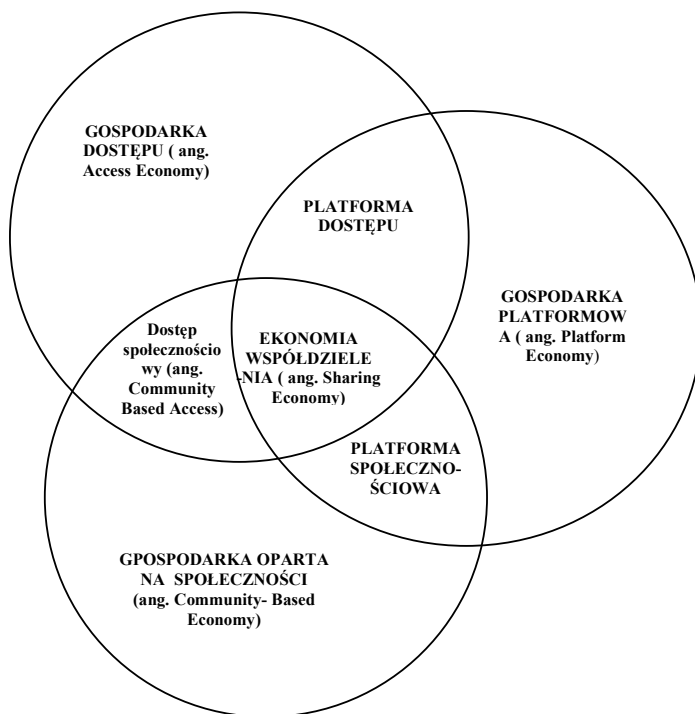 GOSPODARKA
DOSTĘPU ( ang.
Access Economy)
PLATFORMA
DOSTĘPU
GOSPODARKA
PLATFORMOW
A ( ang. Platform
Economy)
Dostęp
społecznościo
wy (ang.
Community
Based Access)
EKONOMIA
WSPÓŁDZIELE
-NIA ( ang. Sharing
Economy)
PLATFORMA
SPOŁECZNO-
ŚCIOWA
GPOSPODARKA OPARTA
NA SPOŁECZNOŚCI
(ang. Community- Based
Economy)